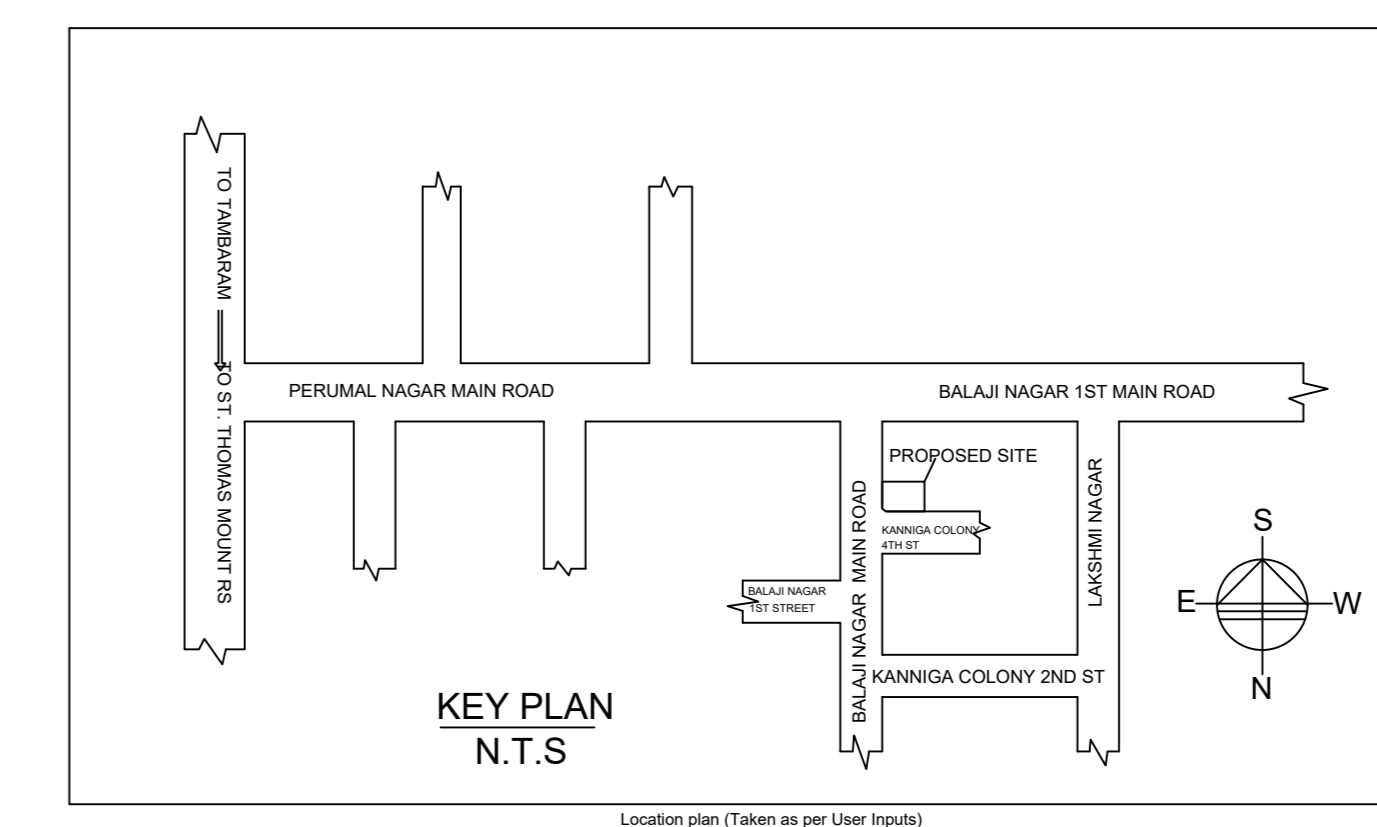 TO TAMBARAM
TO ST. THOMAS MOUNT RS
PERUMAL NAGAR MAIN ROAD
BALAJI NAGAR 1ST MAIN ROAD
PROPOSED SITE
KANNIGA COLONY
4TH ST
BALAJI NAGAR MAIN ROAD
LAKSHMI NAGAR
BALAJI NAGAR
1ST STREET
KANNIGA COLONY 2ND ST
S
E
W
N
KEY PLAN
N.T.S
Location plan (Taken as per User Inputs)